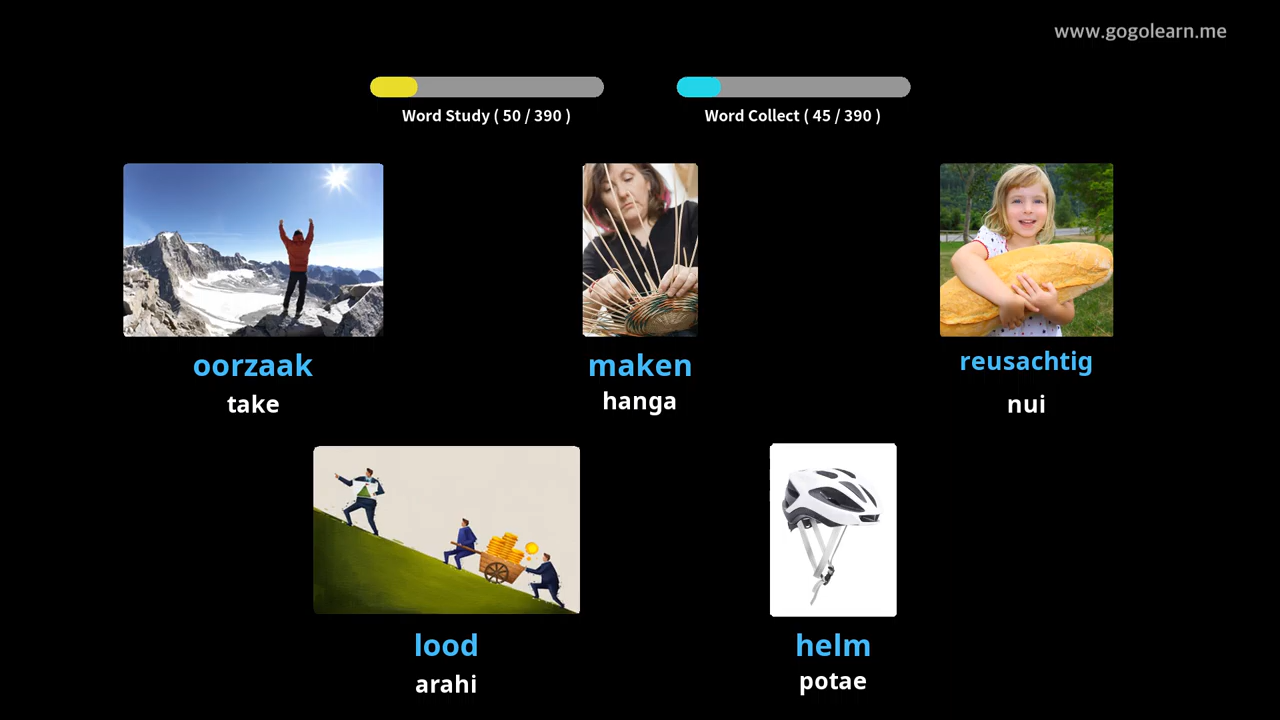 www.gogolearn.me
Word Study ( 50 / 390 )
Word Collect ( 45 / 390 )
oorzaak
take
maken
hanga
reusachtig
nui
lood
arahi
helm
potae